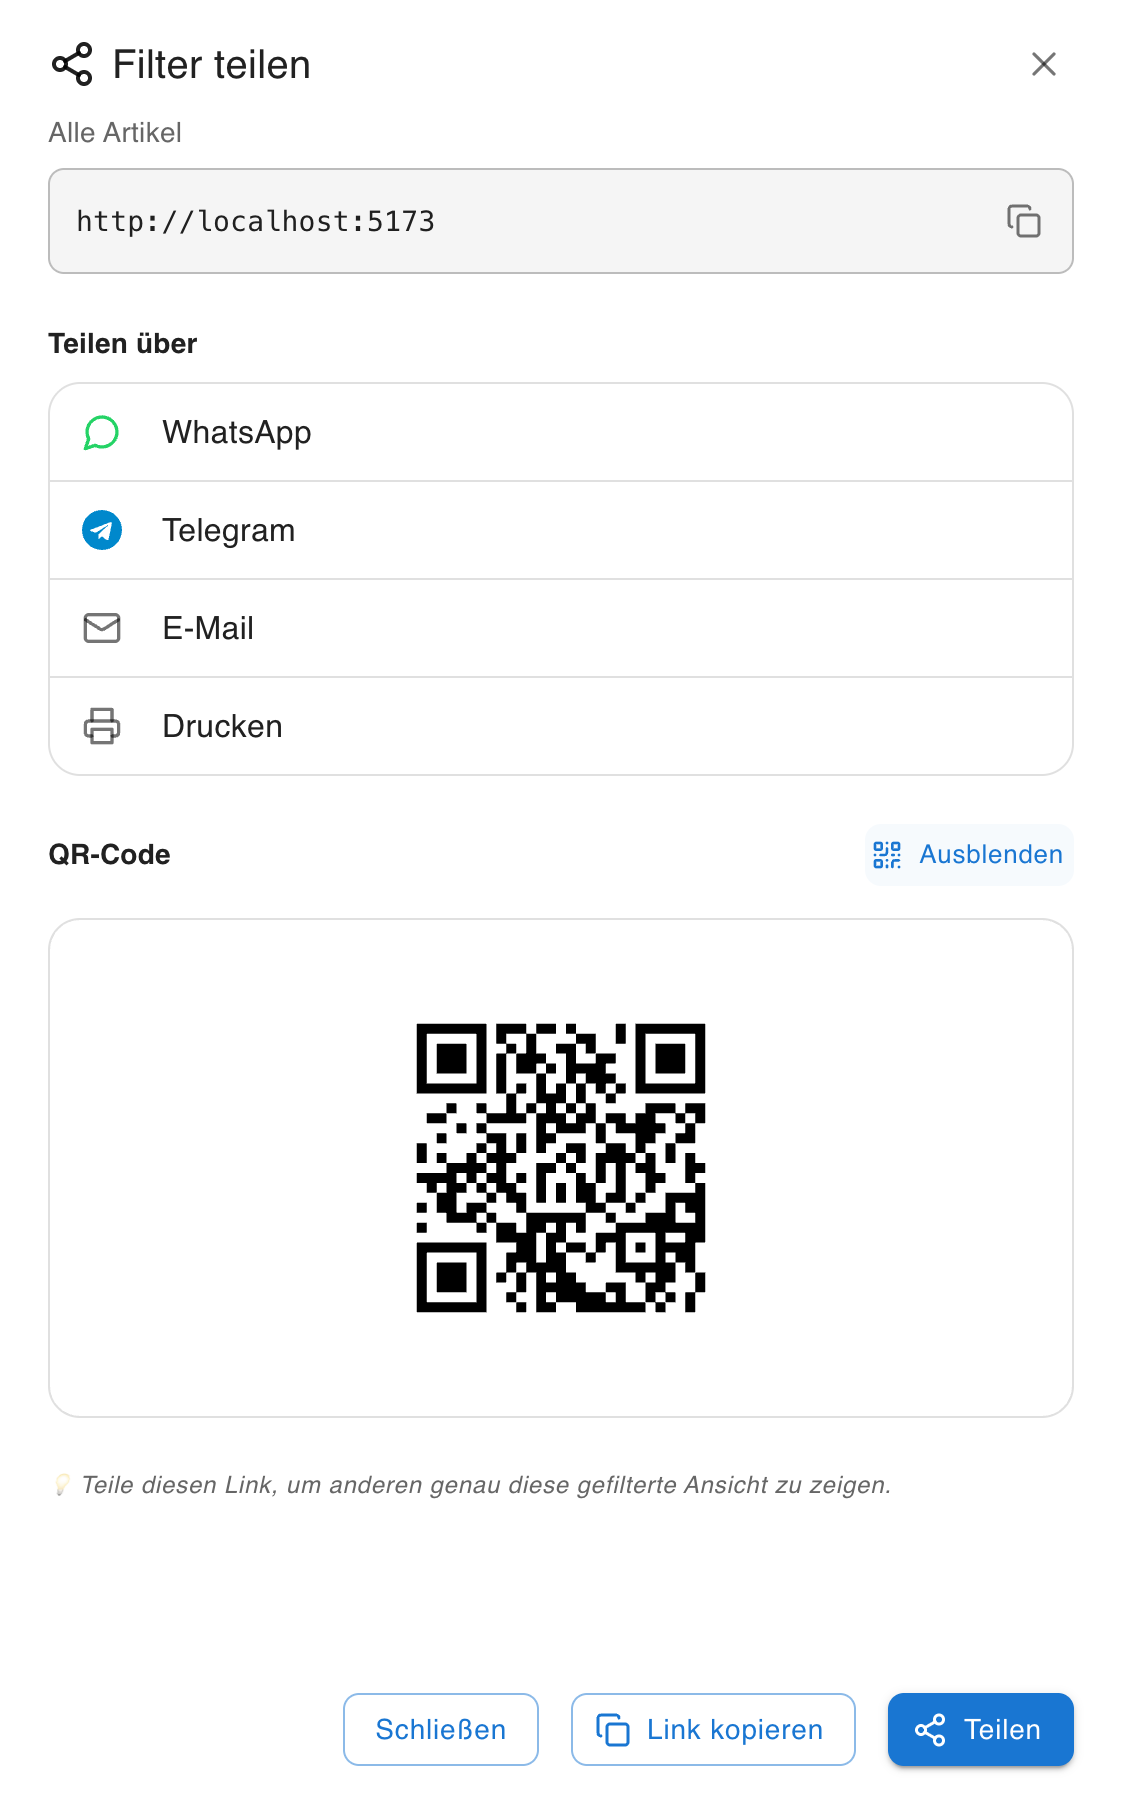 Filter teilen
Alle Artikel
http://localhost:5173
Teilen über
WhatsApp
Telegram
E-Mail
Drucken
QR-Code
Ausblenden
Teile diesen Link, um anderen genau diese gefilterte Ansicht zu zeigen.
Schließen
Link kopieren
Teilen